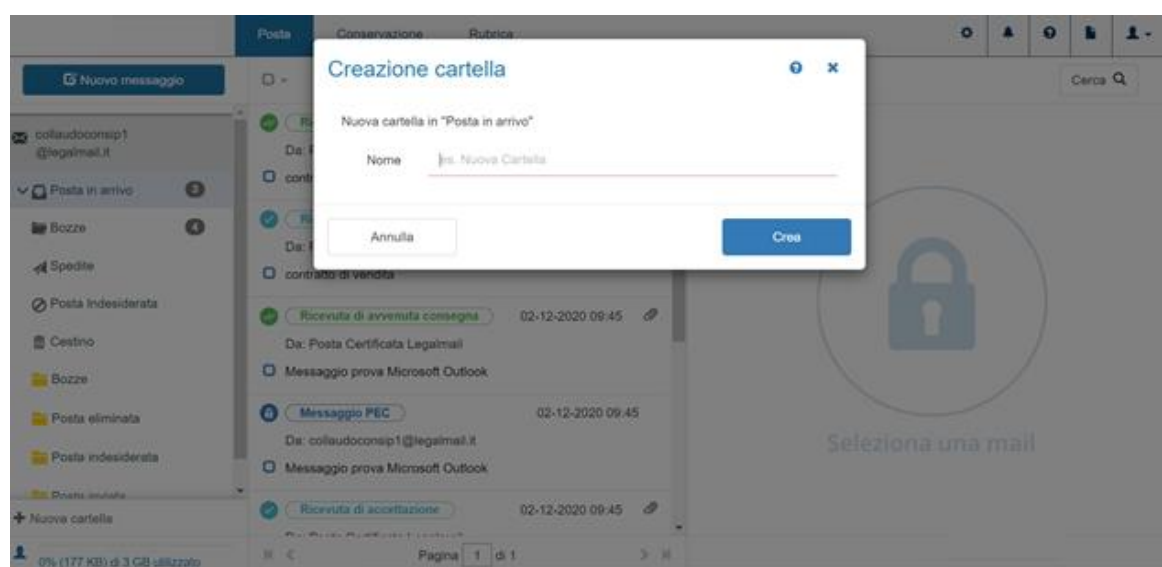 Posta
Conservazione
Rubrica
Nuovo messaggio
Cerca
collaudoconsip1
@legalmail.it
Posta in arrivo
3
Bozze
4
Spedite
Posta Indesiderata
Cestino
Bozze
Posta eliminata
Posta indesiderata
Posta inviata
Nuova cartella
0% (177 KB) di 3 GB utilizzato
Creazione cartella
Nuova cartella in "Posta in arrivo"
Nome
es. Nuova Cartella
Annulla
Crea
Da:
Da:
contratto di vendita
Ricevuta di avvenuta consegna
02-12-2020 09:45
Da: Posta Certificata Legalmail
Messaggio prova Microsoft Outlook
Messaggio PEC
02-12-2020 09:45
Da: collaudoconsip1@legalmail.it
Messaggio prova Microsoft Outlook
Ricevuta di accettazione
02-12-2020 09:45
Pagina 1 di 1
Seleziona una mail